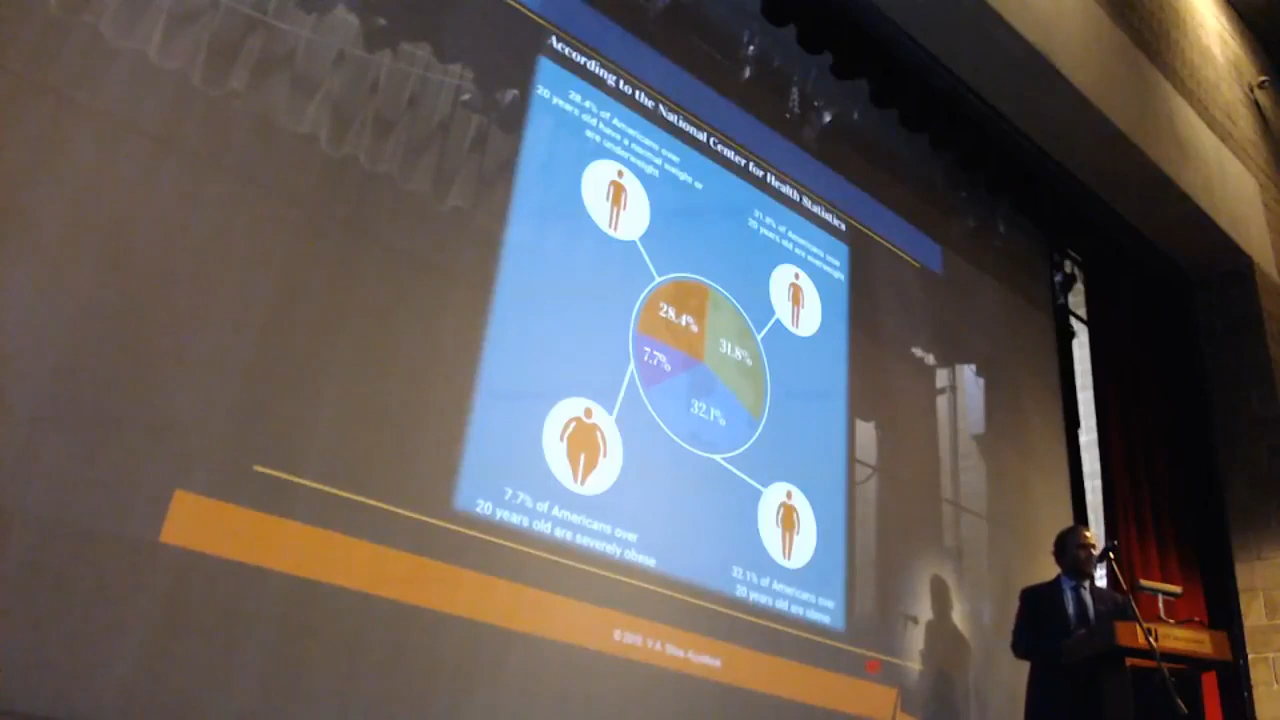 According to the National Center for Health Statistics
28.4% of Americans over
20 years old have a normal weight or
are underweight
31.8% of Americans over
20 years old are overweight
28.4%
31.8%
7.7%
32.1%
7.7% of Americans over
20 years old are severely obese
32.1% of Americans over
20 years old are obese